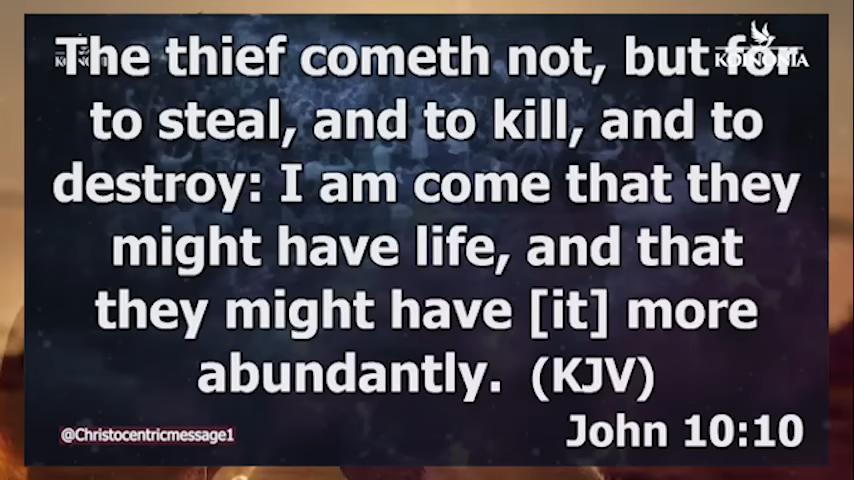 The thief cometh not, but for
KOINONIA
to steal, and to kill, and to
destroy: I am come that they
might have life, and that
they might have [it] more
abundantly. (KJV)
John 10:10
@Christocentricmessage1